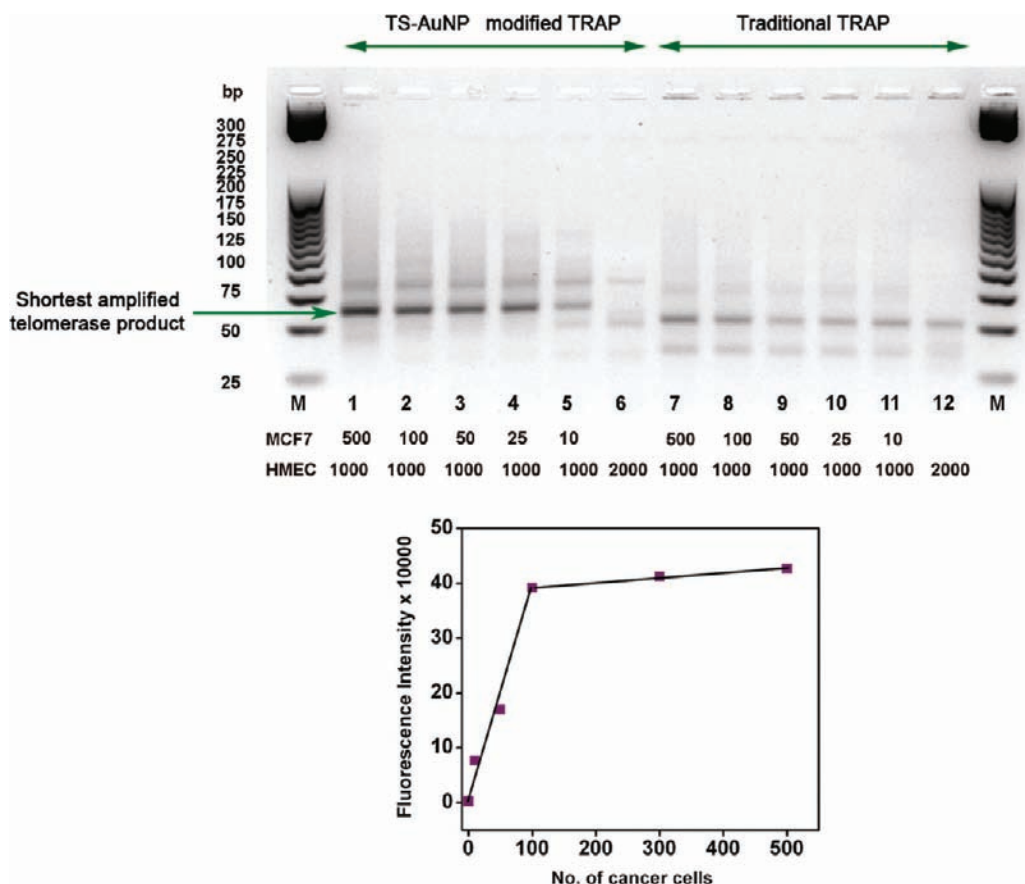 TS-AuNP modified TRAP Traditional TRAP
bp
300
275
250
225
200
175
150
125
100
75
Shortest amplified
telomerase product
50
25
M 1 2 3 4 5 6 7 8 9 10 11 12 M
MCF7 500 100 50 25 10 500 100 50 25 10
HMEC 1000 1000 1000 1000 1000 2000 1000 1000 1000 1000 1000 2000
50
40
30
20
10
0
Fluorescence Intensity x 10000
0 100 200 300 400 500
No. of cancer cells